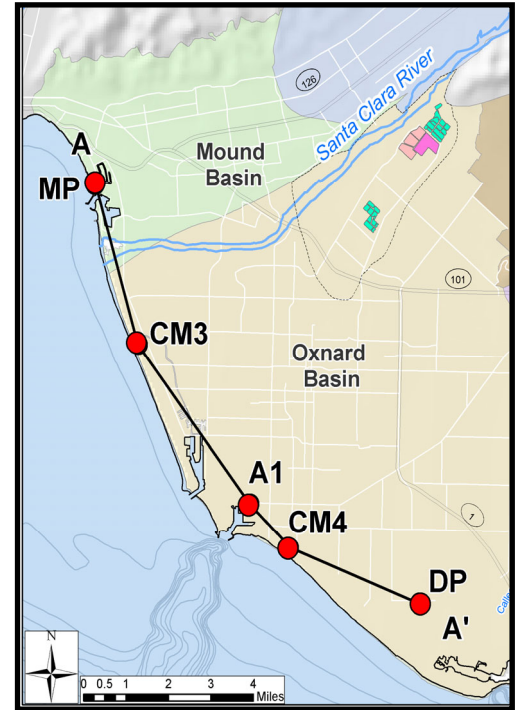 126
Santa Clara River
A
Mound
Basin
MP
101
CM3
Oxnard
Basin
A1
1
CM4
DP
Calle
A'
N
0 0.5 1 2 3 4
Miles